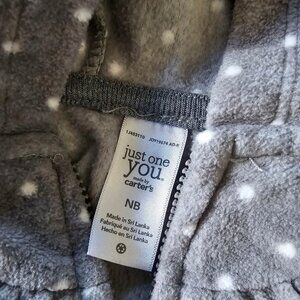 just one
you.
made by
carter's
NB
Made in Sri Lanka
Fabriqué au Sri Lanka
Hecho en Sri Lanka